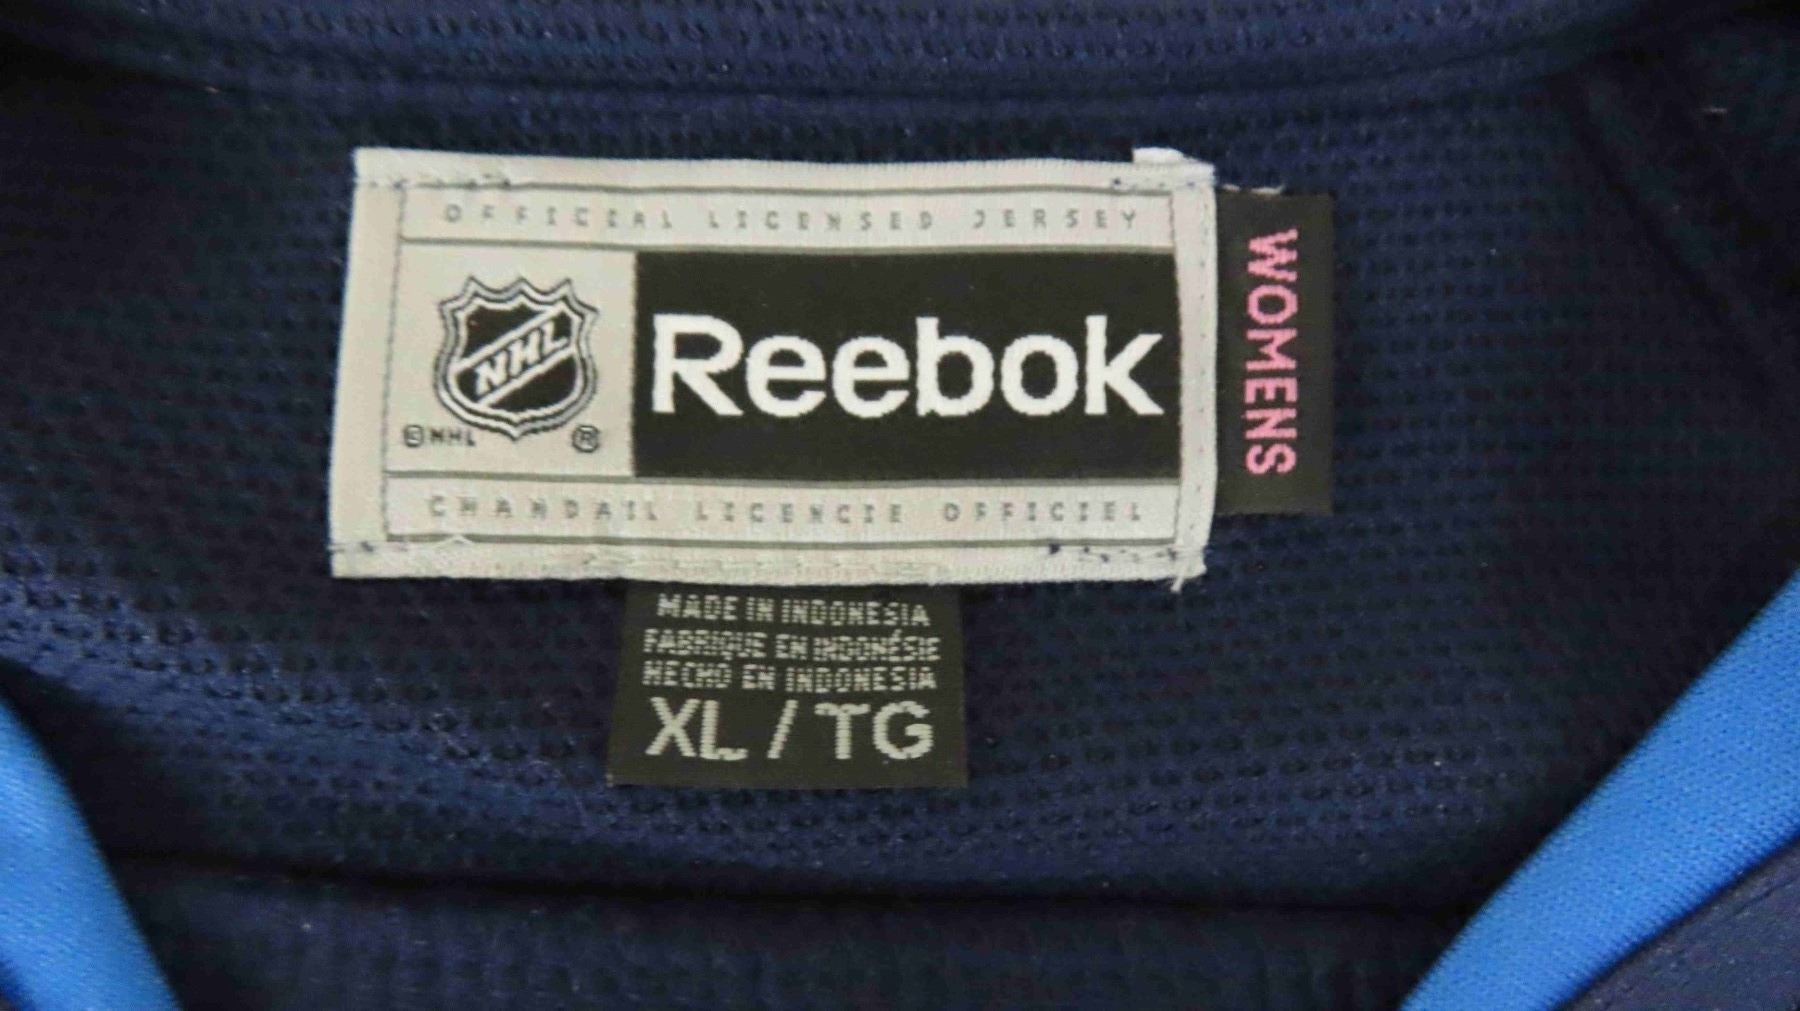 OFFICIAL LICENSED JERSEY
NHL
© NHL ®
Reebok
CHANDAIL LICENCIE OFFICIEL
WOMENS
MADE IN INDONESIA
FABRIQUE EN INDONÉSIE
HECHO EN INDONESIA
XL / TG